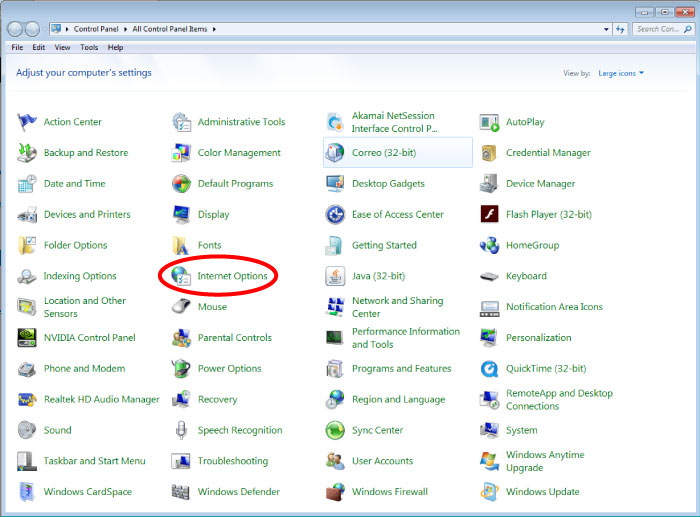 Control Panel ▸ All Control Panel Items ▸
Search Con...
File Edit View Tools Help
Adjust your computer's settings
View by: Large icons
Action Center
Administrative Tools
Akamai NetSession
Interface Control P...
AutoPlay
Backup and Restore
Color Management
Correo (32-bit)
Credential Manager
Date and Time
Default Programs
Desktop Gadgets
Device Manager
Devices and Printers
Display
Ease of Access Center
Flash Player (32-bit)
Folder Options
Fonts
Getting Started
HomeGroup
Indexing Options
Internet Options
Java (32-bit)
Keyboard
Location and Other
Sensors
Mouse
Network and Sharing
Center
Notification Area Icons
NVIDIA Control Panel
Parental Controls
Performance Information
and Tools
Personalization
Phone and Modem
Power Options
Programs and Features
QuickTime (32-bit)
Realtek HD Audio Manager
Recovery
Region and Language
RemoteApp and Desktop
Connections
Sound
Speech Recognition
Sync Center
System
Taskbar and Start Menu
Troubleshooting
User Accounts
Windows Anytime
Upgrade
Windows CardSpace
Windows Defender
Windows Firewall
Windows Update